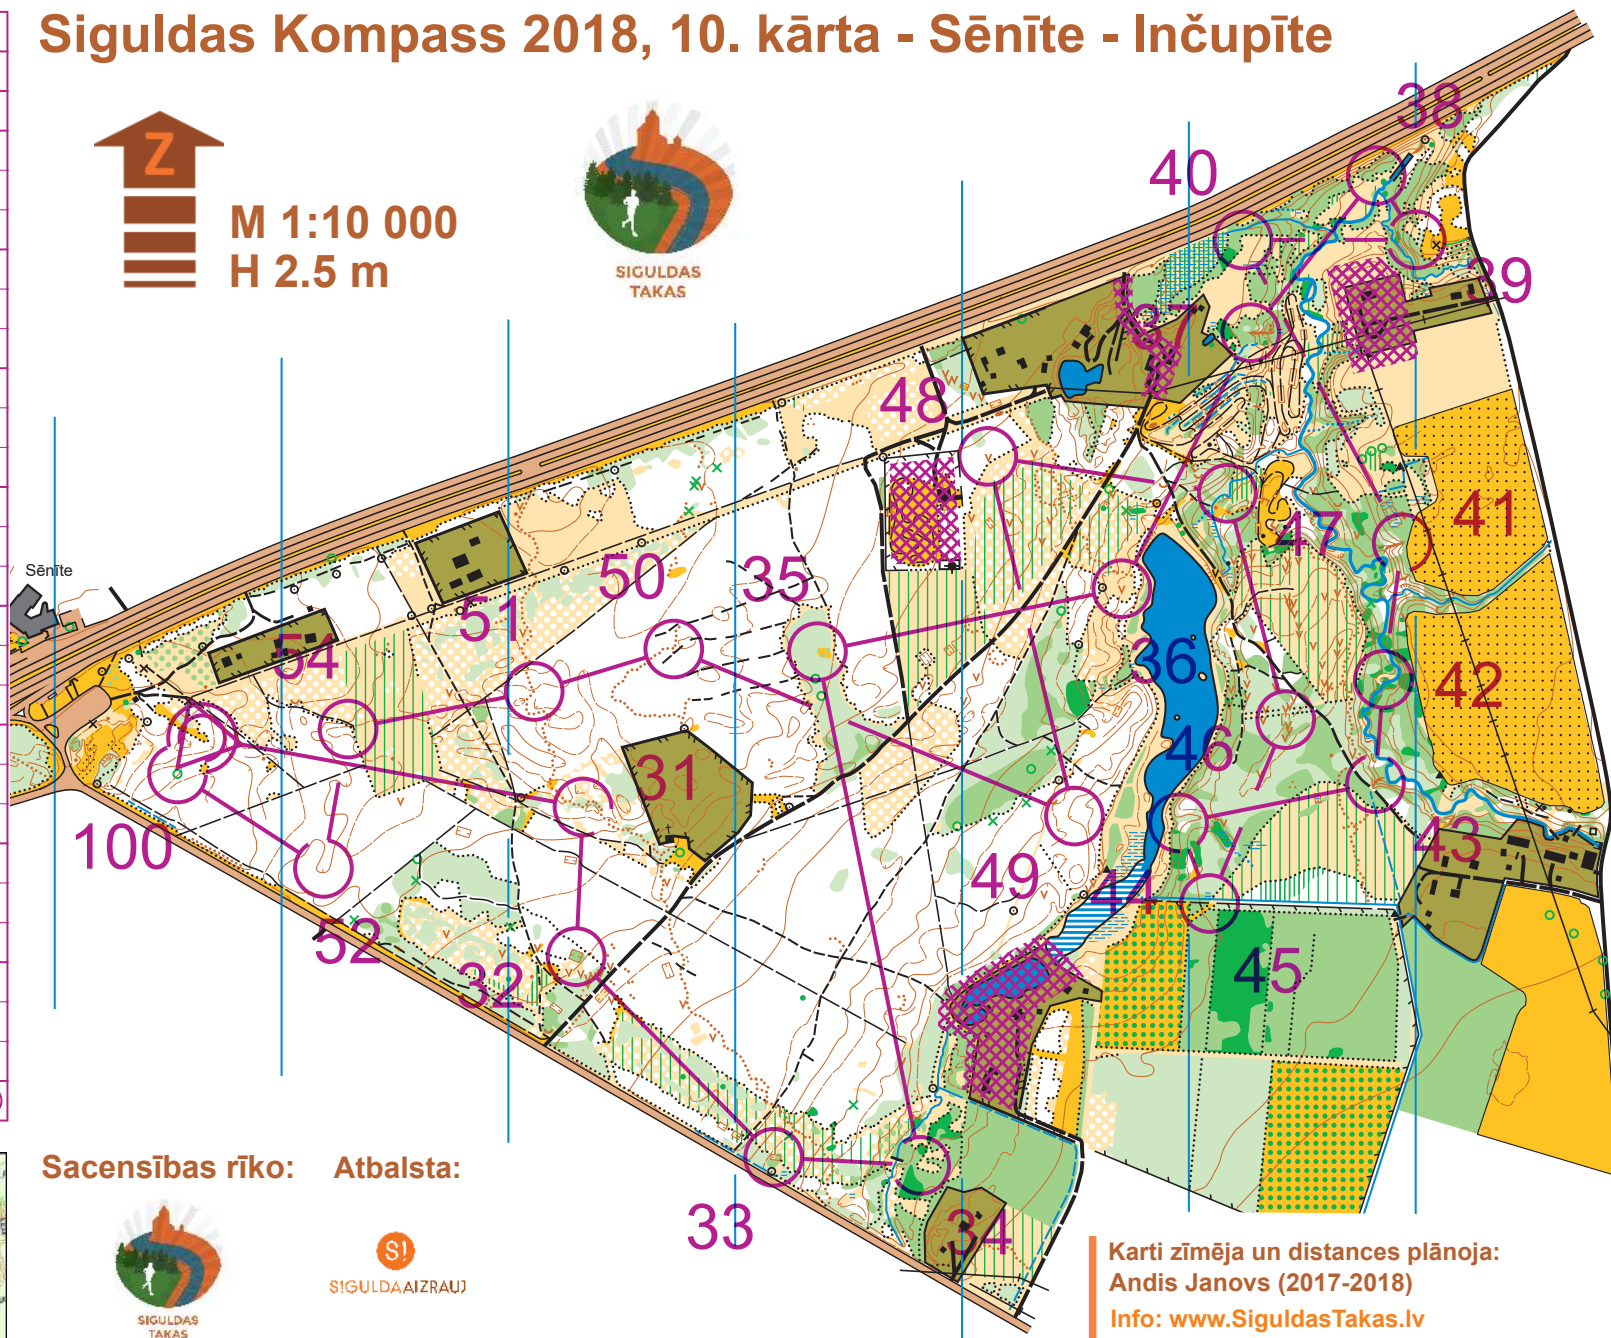 Siguldas Kompass 2018, 10. kārta - Sēnīte - Inčupīte
Z
M 1:10 000
H 2.5 m
SIGULDAS
TAKAS
38
40
39
37
48
41
47
50
35
51
Sēnīte
54
36
42
46
31
100
43
49
44
52
32
45
33
34
Sacensības rīko:
Atbalsta:
SIGULDAS
TAKAS
S!
S!GULDAAIZRAUJ
Karti zīmēja un distances plānoja:
Andis Janovs (2017-2018)
Info: www.SiguldasTakas.lv